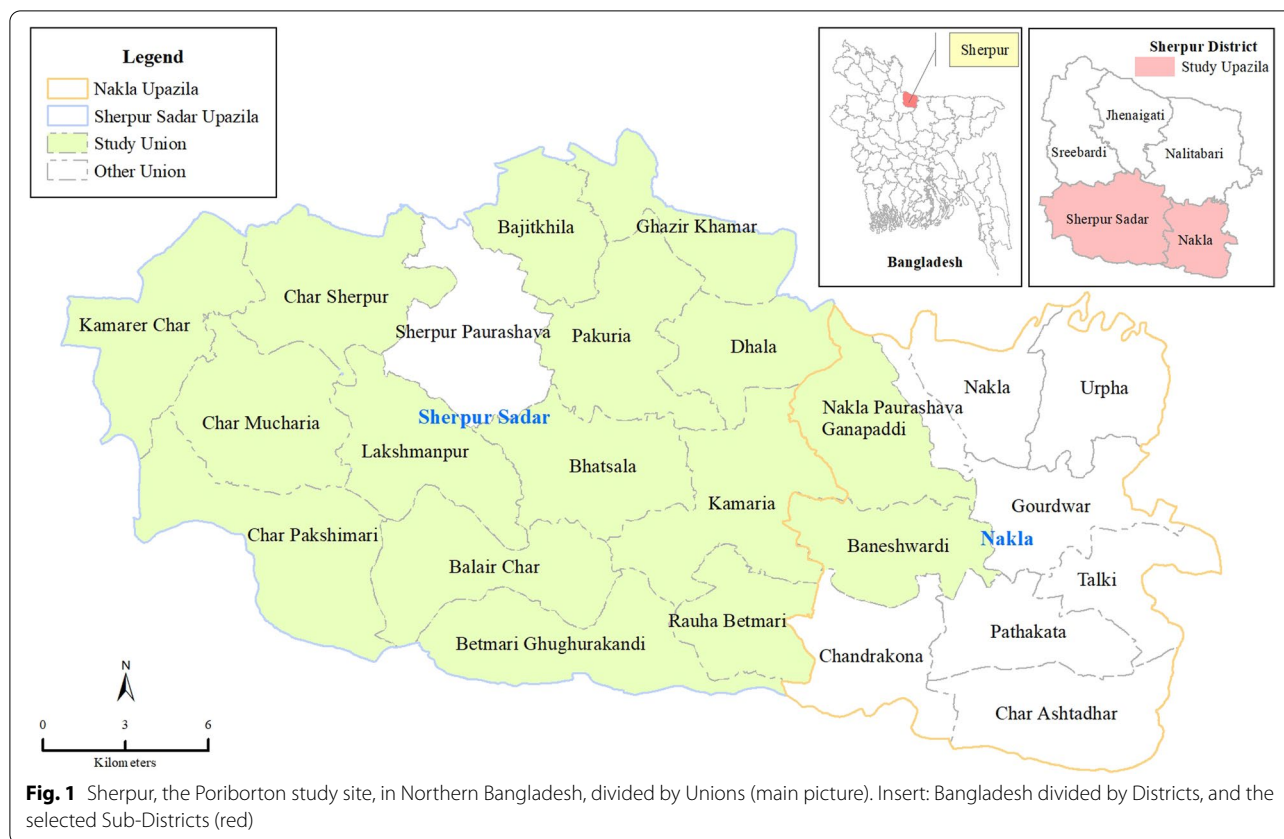 Legend
Nakla Upazila
Sherpur Sadar Upazila
Study Union
Other Union
Sherpur
Bangladesh
Sherpur District
Study Upazila
Jhenaigati
Sreebardi
Nalitabari
Sherpur Sadar
Nakla
Bajitkhila
Ghazir Khamar
Char Sherpur
Kamarer Char
Sherpur Paurashava
Pakuria
Dhala
Nakla
Urpha
Nakla Paurashava
Ganapaddi
Char Mucharia
Sherpur Sadar
Lakshmanpur
Bhatsala
Kamaria
Gourdwar
Char Pakshimari
Baneshwardi
Nakla
Balair Char
Talki
Rauha Betmari
Pathakata
Betmari Ghughurakandi
Chandrakona
Char Ashtadhar
N
0 3 6
Kilometers
Fig. 1 Sherpur, the Poriborton study site, in Northern Bangladesh, divided by Unions (main picture). Insert: Bangladesh divided by Districts, and the
selected Sub-Districts (red)